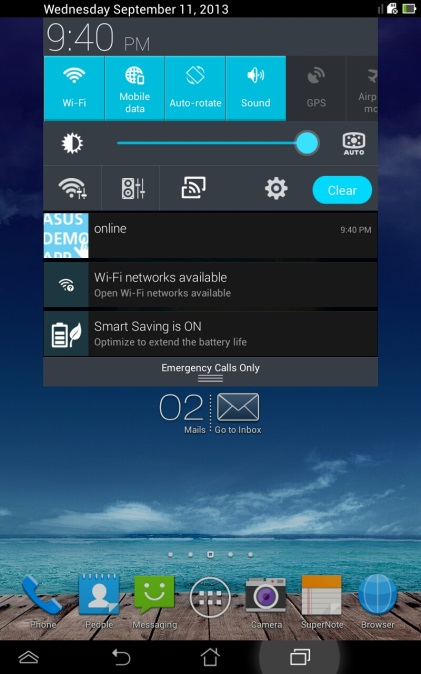 Wednesday September 11, 2013
9:40 PM
Wi-Fi
Mobile
data
Auto-rotate
Sound
GPS
Airp
mo
AUTO
Clear
ASUS
DEMO
APP
online
9:40 PM
Wi-Fi networks available
Open Wi-Fi networks available
Smart Saving is ON
Optimize to extend the battery life
Emergency Calls Only
02
Mails
Go to Inbox
Phone
People
Messaging
Camera
SuperNote
Browser